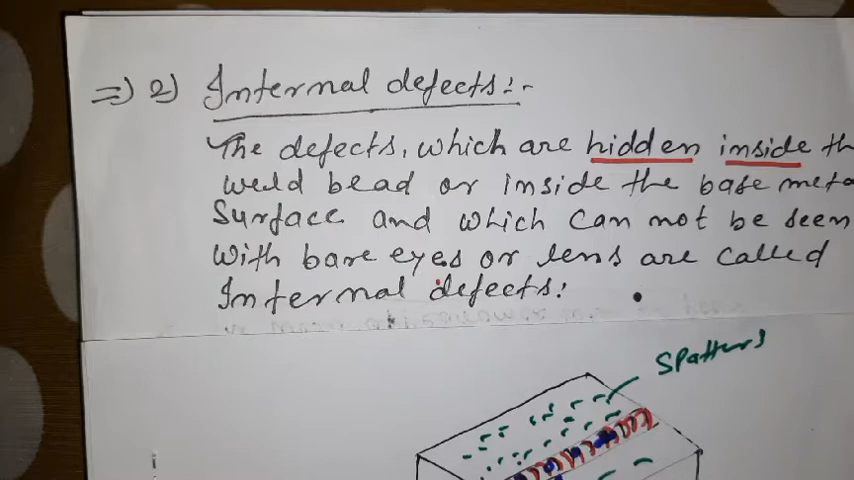 => 2) Internal defects:-
The defects, which are hidden inside th
weld bead or inside the base meta
Surface and which can not be seen
With bare eyes or lens are called
Internal defects:
Spatters